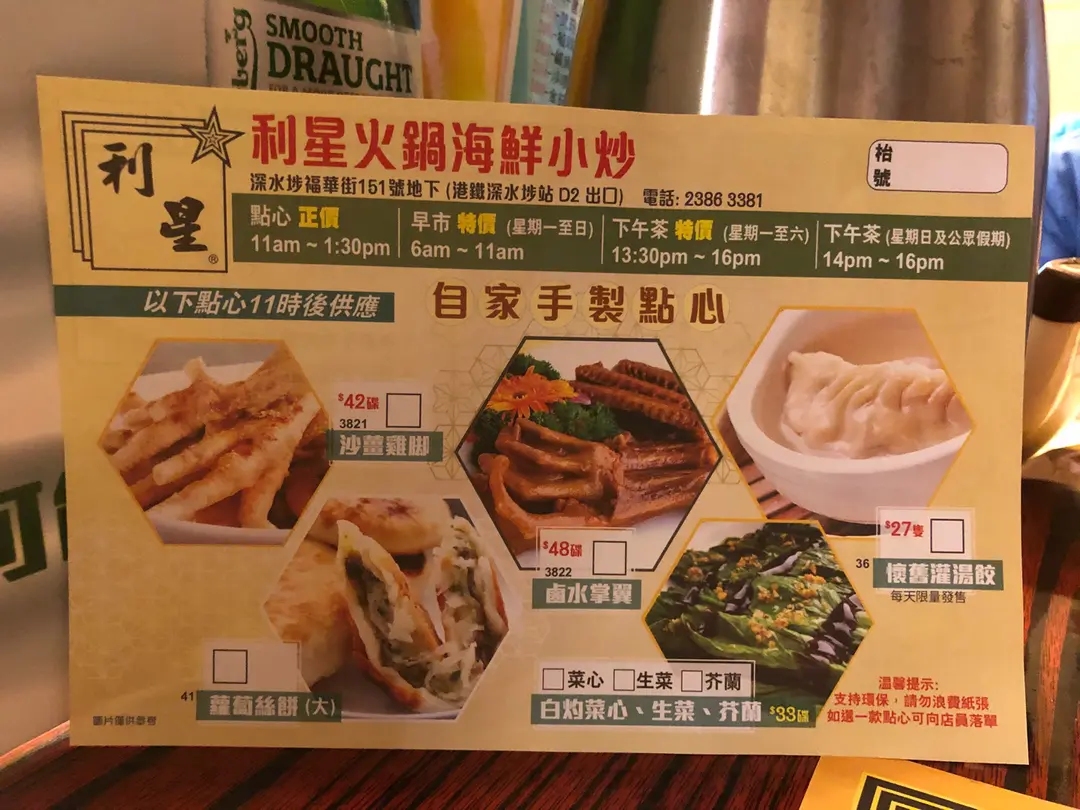 berg
SMOOTH
DRAUGHT
利星
®
利星火鍋海鮮小炒
深水埗福華街151號地下 (港鐵深水埗站 D2 出口) 電話: 2386 3381
枱號
點心 正價
11am ~ 1:30pm
早市 特價 (星期一至日)
6am ~ 11am
下午茶 特價 (星期一至六)
13:30pm ~ 16pm
下午茶 (星期日及公眾假期)
14pm ~ 16pm
以下點心11時後供應
自家手製點心
$42碟
3821
沙薑雞脚
$48碟
3822
鹵水掌翼
$27隻
36
懷舊灌湯餃
每天限量發售
41
蘿蔔絲餅 (大)
菜心 生菜 芥蘭
白灼菜心、生菜、芥蘭 $33碟
溫馨提示:
支持環保，請勿浪費紙張
如選一款點心可向店員落單
圖片僅供參考